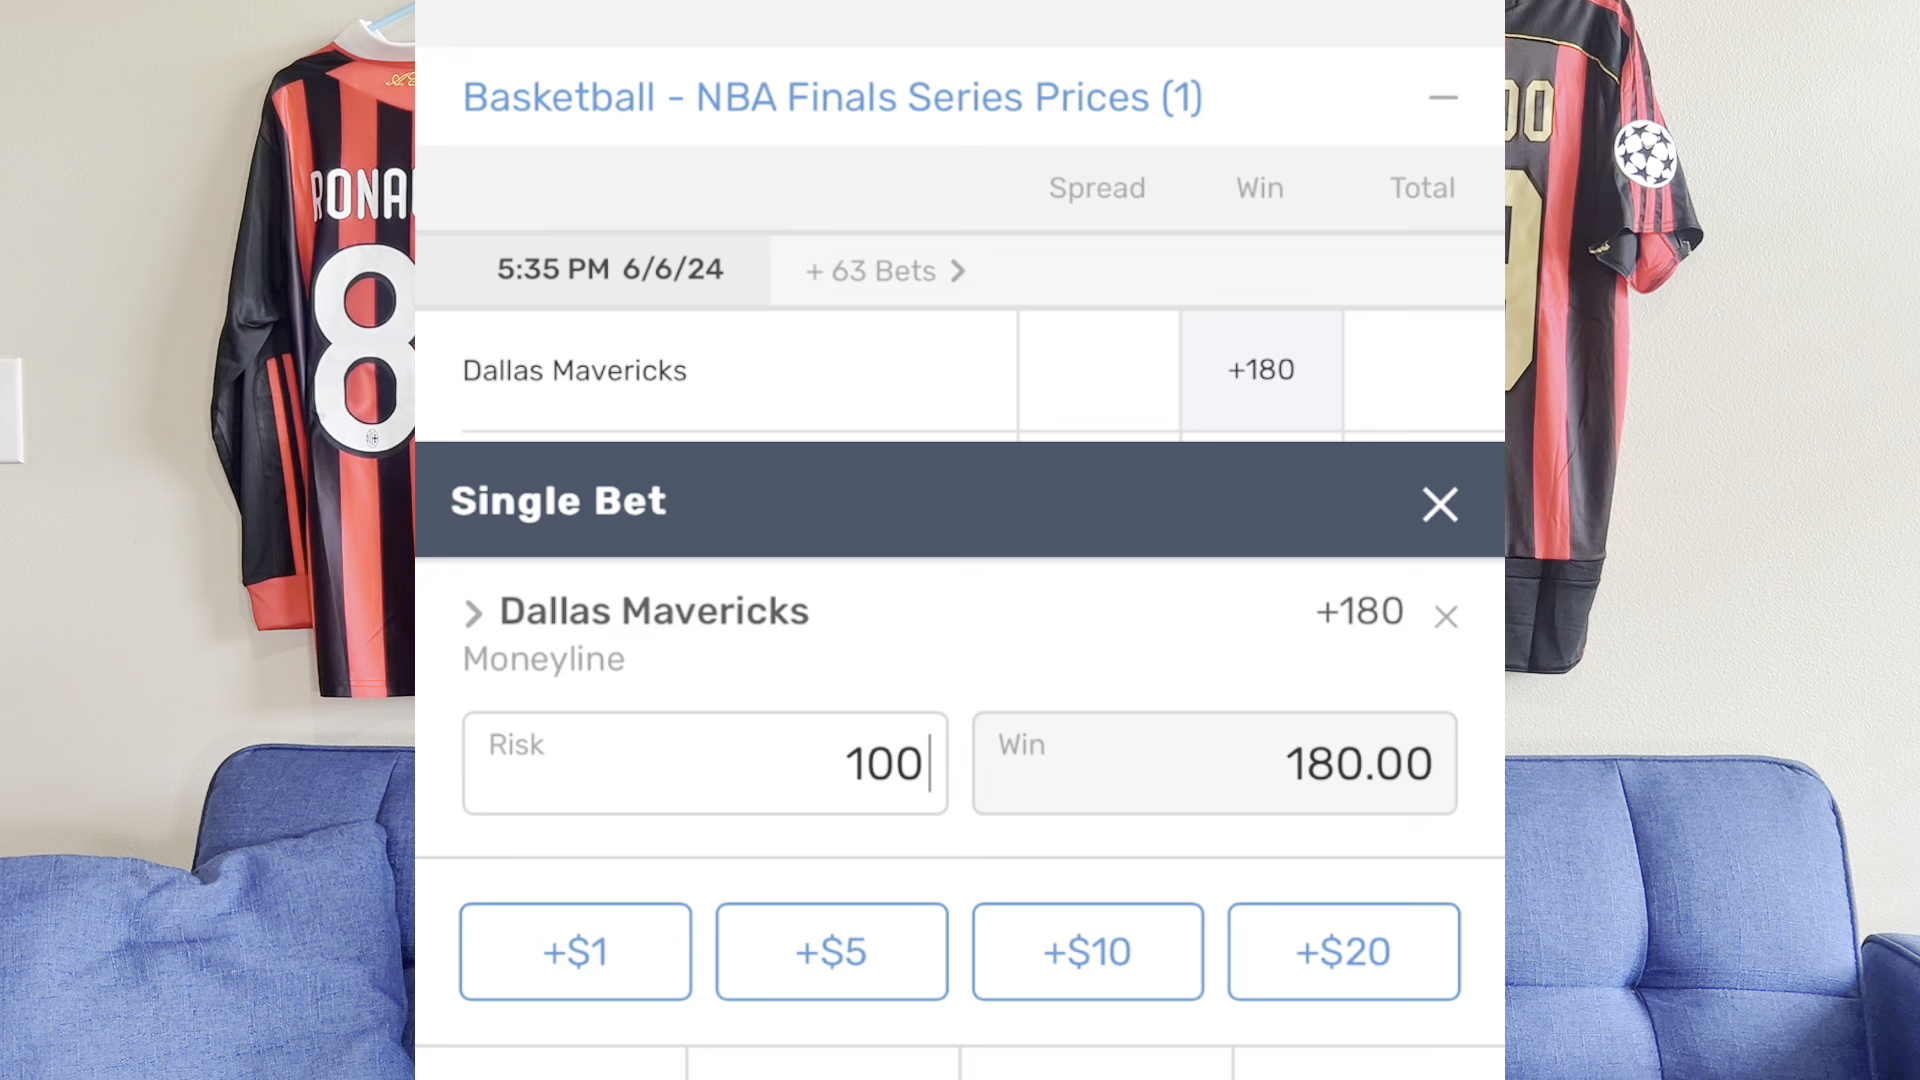 Basketball - NBA Finals Series Prices (1)
Spread Win Total
5:35 PM 6/6/24 + 63 Bets
Dallas Mavericks +180
Single Bet
Dallas Mavericks +180
Moneyline
Risk 100
Win 180.00
+$1 +$5 +$10 +$20
RONA
8